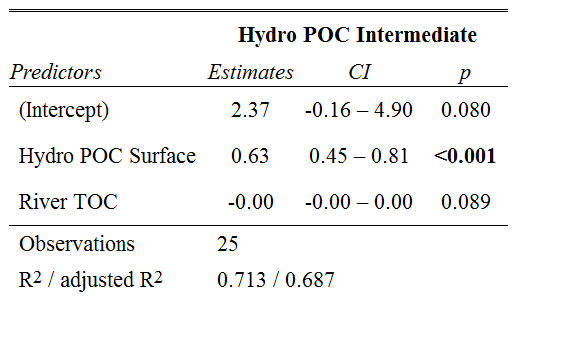 Hydro POC Intermediate
Predictors Estimates CI p
(Intercept) 2.37 -0.16 – 4.90 0.080
Hydro POC Surface 0.63 0.45 – 0.81 <0.001
River TOC -0.00 -0.00 – 0.00 0.089
Observations 25
R2 / adjusted R2 0.713 / 0.687